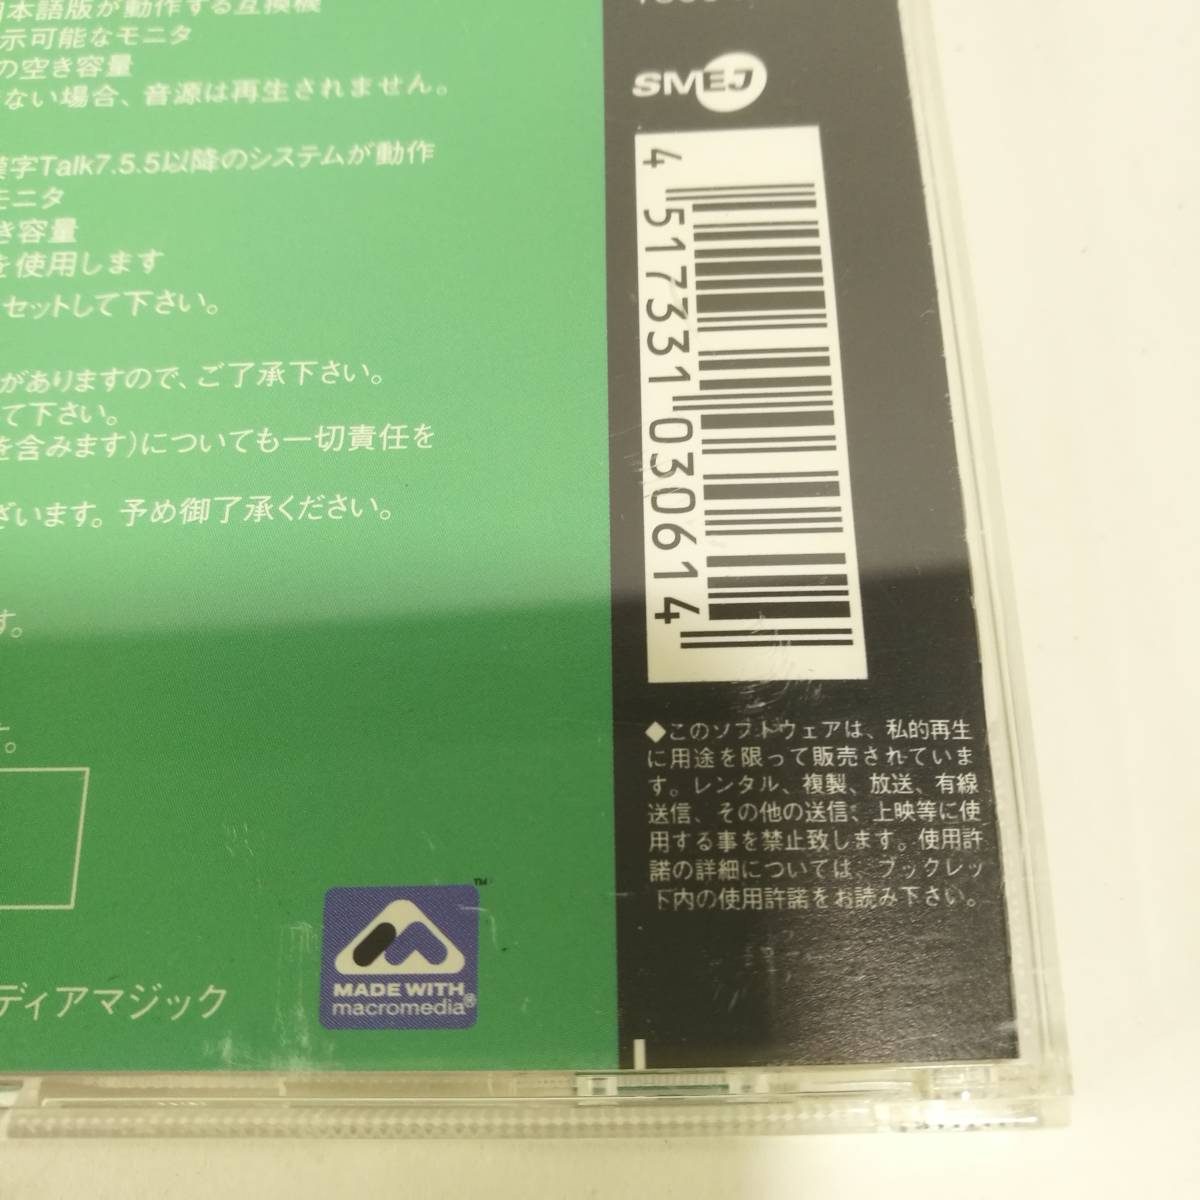 日本語版が動作する互換機
示可能なモニタ
の空き容量
ない場合、音源は再生されません。
漢字Talk7.5.5以降のシステムが動作
モニタ
き容量
を使用します
セットして下さい。
がありますので、ご了承下さい。
て下さい。
を含みます)についても一切責任を
ざいます。予め御了承ください。
す。
す。
ディアマジック
TM
MADE WITH
macromedia®
SMEJ
4 517331 030614
◆このソフトウェアは、私的再生
に用途を限って販売されていま
す。レンタル、複製、放送、有線
送信、その他の送信、上映等に使
用する事を禁止致します。使用許
諾の詳細については、ブックレッ
ト内の使用許諾をお読み下さい。